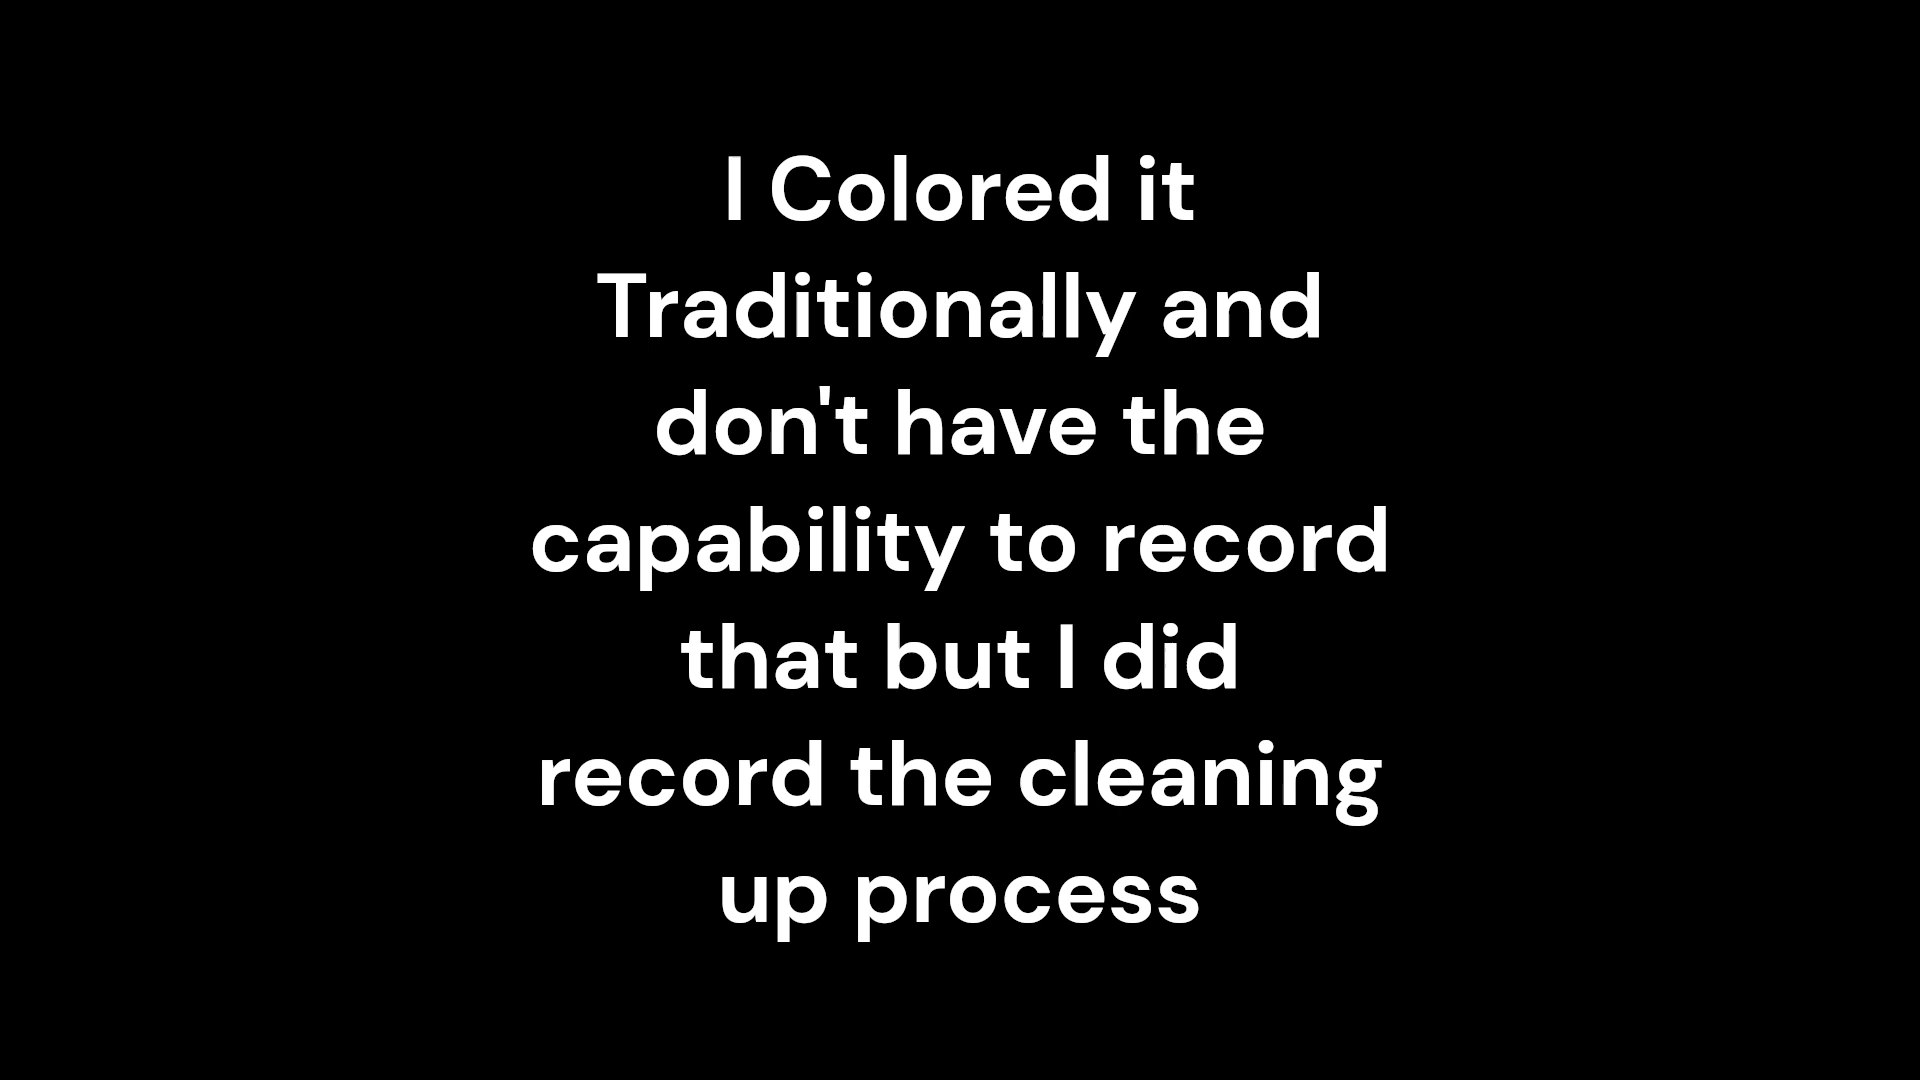 I Colored it
Traditionally and
don't have the
capability to record
that but I did
record the cleaning
up process